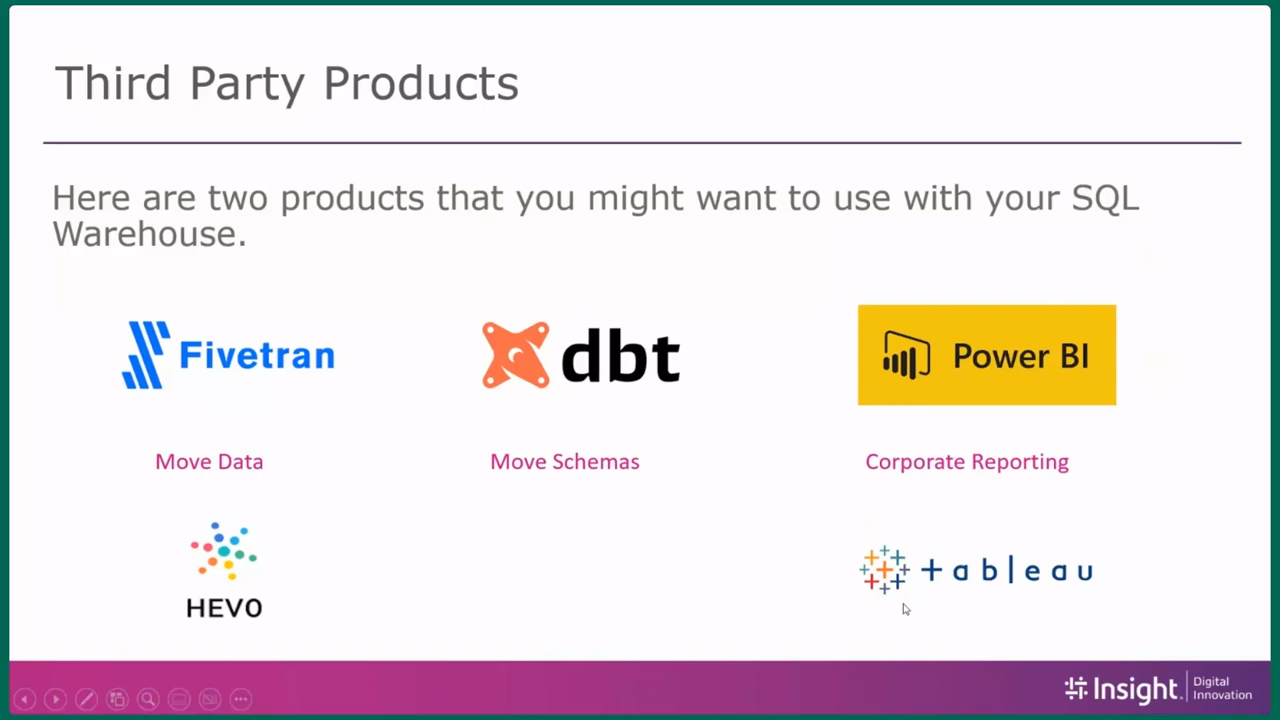 Third Party Products
Here are two products that you might want to use with your SQL
Warehouse.
Fivetran
dbt
Power BI
Move Data
Move Schemas
Corporate Reporting
HEVO
+ableau
Insight.
Digital
Innovation